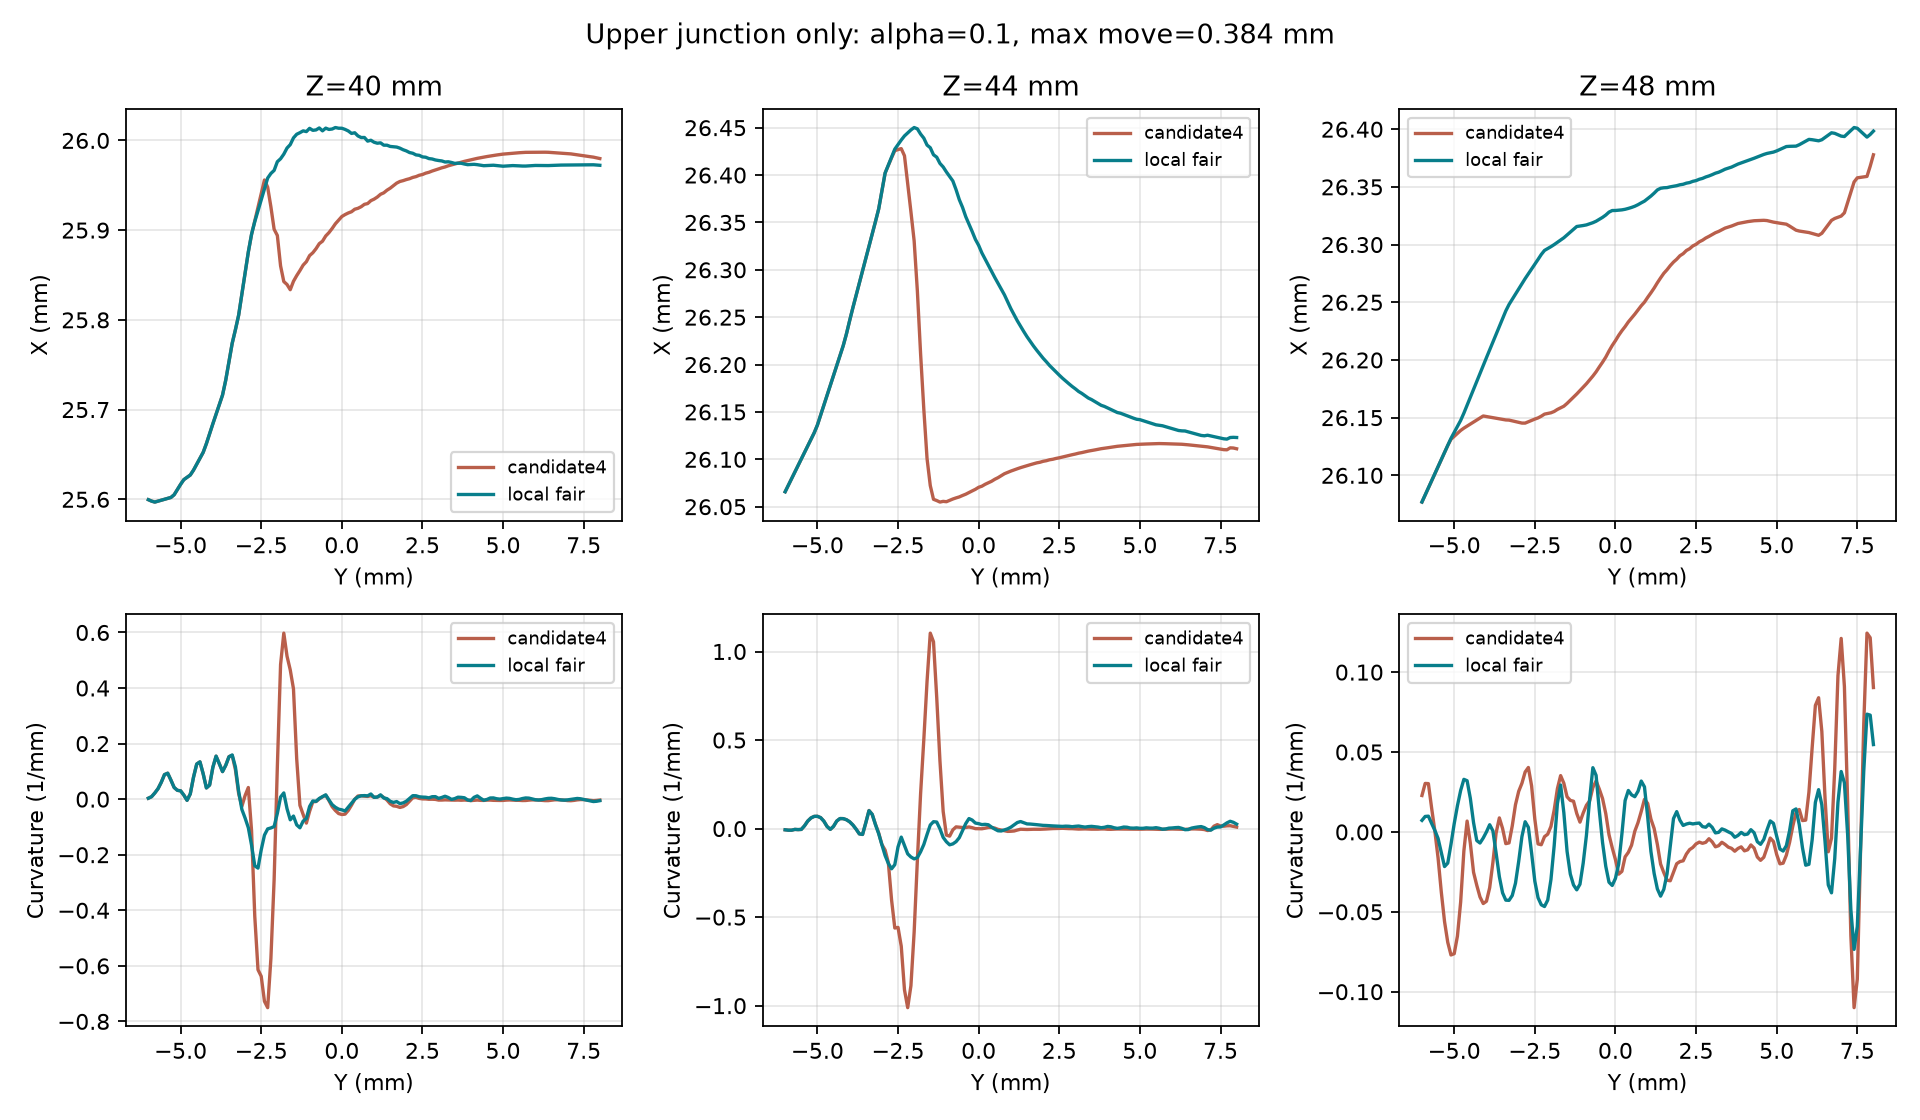 Upper junction only: alpha=0.1, max move=0.384 mm
Z=40 mm
Z=44 mm
Z=48 mm
X (mm)
26.0
25.9
25.8
25.7
25.6
candidate4
local fair
−5.0 −2.5 0.0 2.5 5.0 7.5
Y (mm)
X (mm)
26.45
26.40
26.35
26.30
26.25
26.20
26.15
26.10
26.05
candidate4
local fair
−5.0 −2.5 0.0 2.5 5.0 7.5
Y (mm)
X (mm)
26.40
26.35
26.30
26.25
26.20
26.15
26.10
candidate4
local fair
−5.0 −2.5 0.0 2.5 5.0 7.5
Y (mm)
Curvature (1/mm)
0.6
0.4
0.2
0.0
−0.2
−0.4
−0.6
−0.8
candidate4
local fair
−5.0 −2.5 0.0 2.5 5.0 7.5
Y (mm)
Curvature (1/mm)
1.0
0.5
0.0
−0.5
−1.0
candidate4
local fair
−5.0 −2.5 0.0 2.5 5.0 7.5
Y (mm)
Curvature (1/mm)
0.10
0.05
0.00
−0.05
−0.10
candidate4
local fair
−5.0 −2.5 0.0 2.5 5.0 7.5
Y (mm)